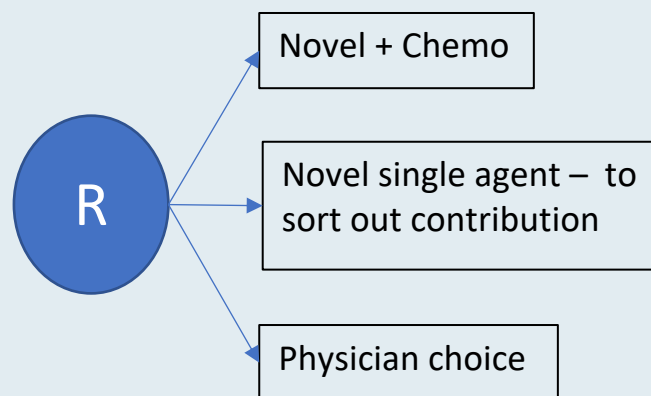 Novel + Chemo
R
Novel single agent – to
sort out contribution
Physician choice